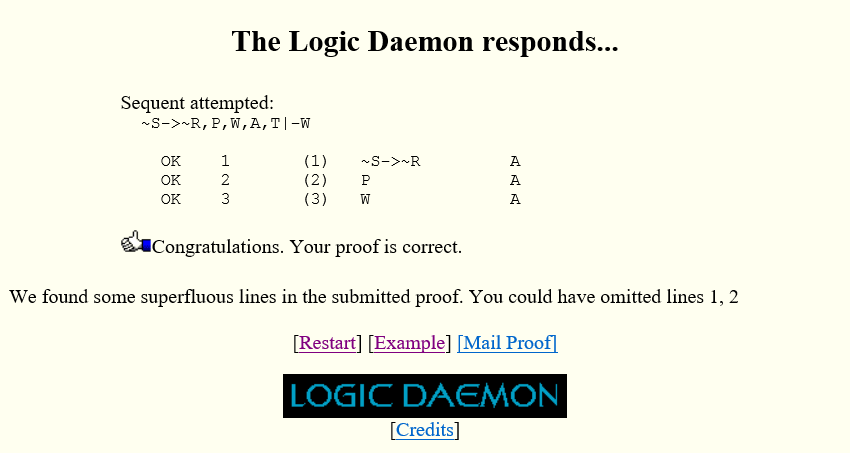 The Logic Daemon responds...
Sequent attempted:
~S->~R,P,W,A,T|-W
OK 1 (1) ~S->~R A
OK 2 (2) P A
OK 3 (3) W A
Congratulations. Your proof is correct.
We found some superfluous lines in the submitted proof. You could have omitted lines 1, 2
[Restart] [Example] [Mail Proof]
LOGIC DAEMON
[Credits]